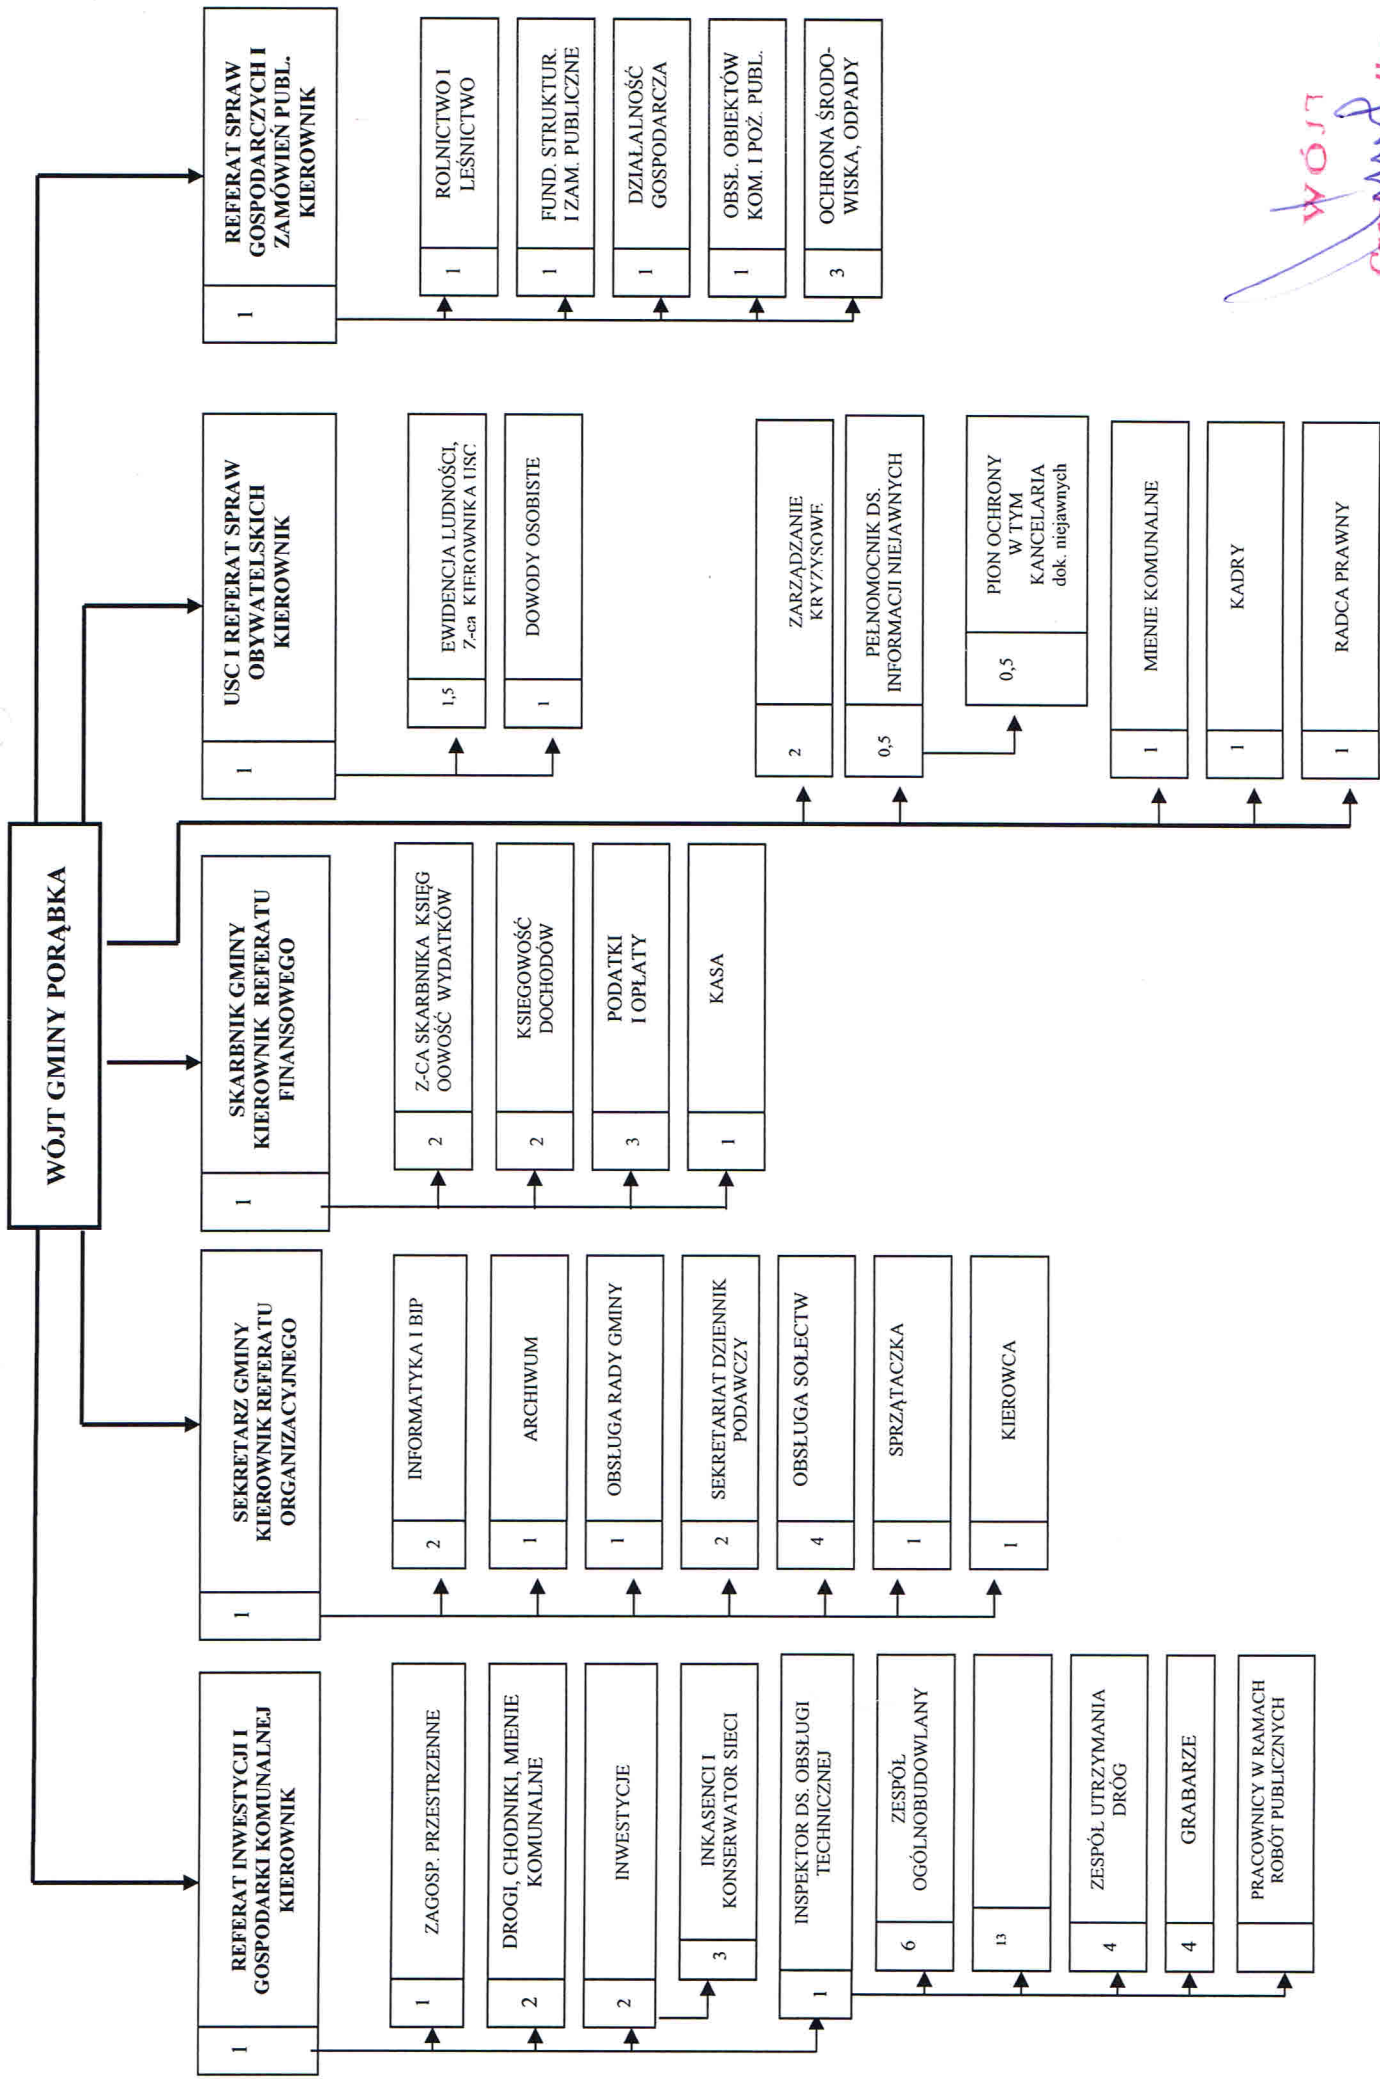 WÓJT GMINY PORĄBKA
1
REFERAT INWESTYCJI I
GOSPODARKI KOMUNALNEJ
KIEROWNIK
1
ZAGOSP. PRZESTRZENNE
2
DROGI, CHODNIKI, MIENIE
KOMUNALNE
2
INWESTYCJE
3
INKASENCI I
KONSERWATOR SIECI
1
INSPEKTOR DS. OBSŁUGI
TECHNICZNEJ
6
ZESPÓŁ
OGÓLNOBUDOWLANY
13
4
ZESPÓŁ UTRZYMANIA
DRÓG
4
GRABARZE
PRACOWNICY W RAMACH
ROBÓT PUBLICZNYCH
1
SEKRETARZ GMINY
KIEROWNIK REFERATU
ORGANIZACYJNEGO
2
INFORMATYKA I BIP
1
ARCHIWUM
1
OBSŁUGA RADY GMINY
2
SEKRETARIAT DZIENNIK
PODAWCZY
4
OBSŁUGA SOŁECTW
1
SPRZĄTACZKA
1
KIEROWCA
1
SKARBNIK GMINY
KIEROWNIK REFERATU
FINANSOWEGO
2
Z-CA SKARBNIKA KSIĘG
OOWOŚĆ WYDATKÓW
2
KSIEGOWOŚĆ
DOCHODÓW
3
PODATKI
I OPŁATY
1
KASA
1
USC I REFERAT SPRAW
OBYWATELSKICH
KIEROWNIK
1,5
EWIDENCJA LUDNOŚCI,
Z-ca KIEROWNIKA USC
1
DOWODY OSOBISTE
2
ZARZĄDZANIE
KRYZYSOWE
0,5
PEŁNOMOCNIK DS.
INFORMACJI NIEJAWNYCH
0,5
PION OCHRONY
W TYM
KANCELARIA
dok. niejawnych
1
MIENIE KOMUNALNE
1
KADRY
1
RADCA PRAWNY
1
REFERAT SPRAW
GOSPODARCZYCH I
ZAMÓWIEŃ PUBL.
KIEROWNIK
1
ROLNICTWO I
LEŚNICTWO
1
FUND. STRUKTUR.
I ZAM. PUBLICZNE
1
DZIAŁALNOŚĆ
GOSPODARCZA
1
OBSŁ. OBIEKTÓW
KOM. I POŻ. PUBL.
3
OCHRONA ŚRODO-
WISKA, ODPADY
WÓJT